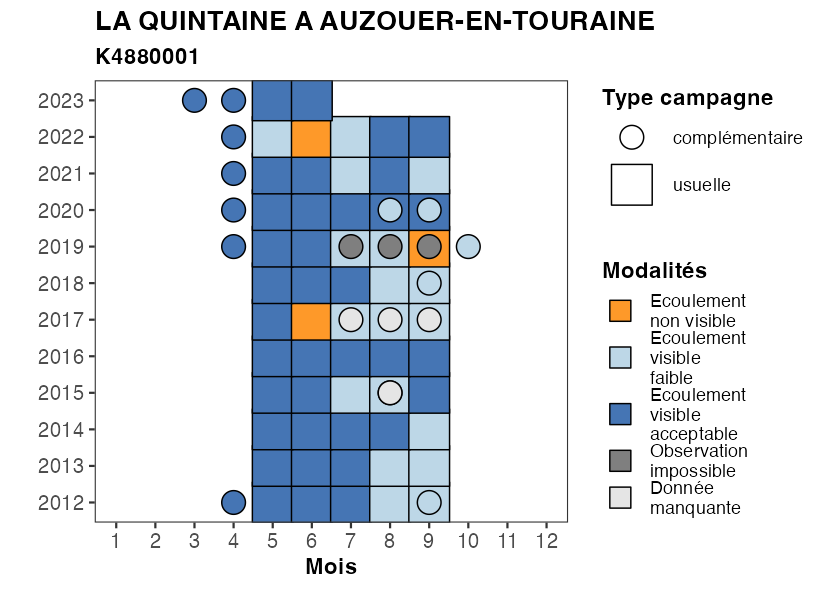 LA QUINTAINE A AUZOUER-EN-TOURAINE
K4880001
2023
2022
2021
2020
2019
2018
2017
2016
2015
2014
2013
2012
1 2 3 4 5 6 7 8 9 10 11 12
Mois
Type campagne
complémentaire
usuelle
Modalités
Ecoulement
non visible
Ecoulement
visible
faible
Ecoulement
visible
acceptable
Observation
impossible
Donnée
manquante